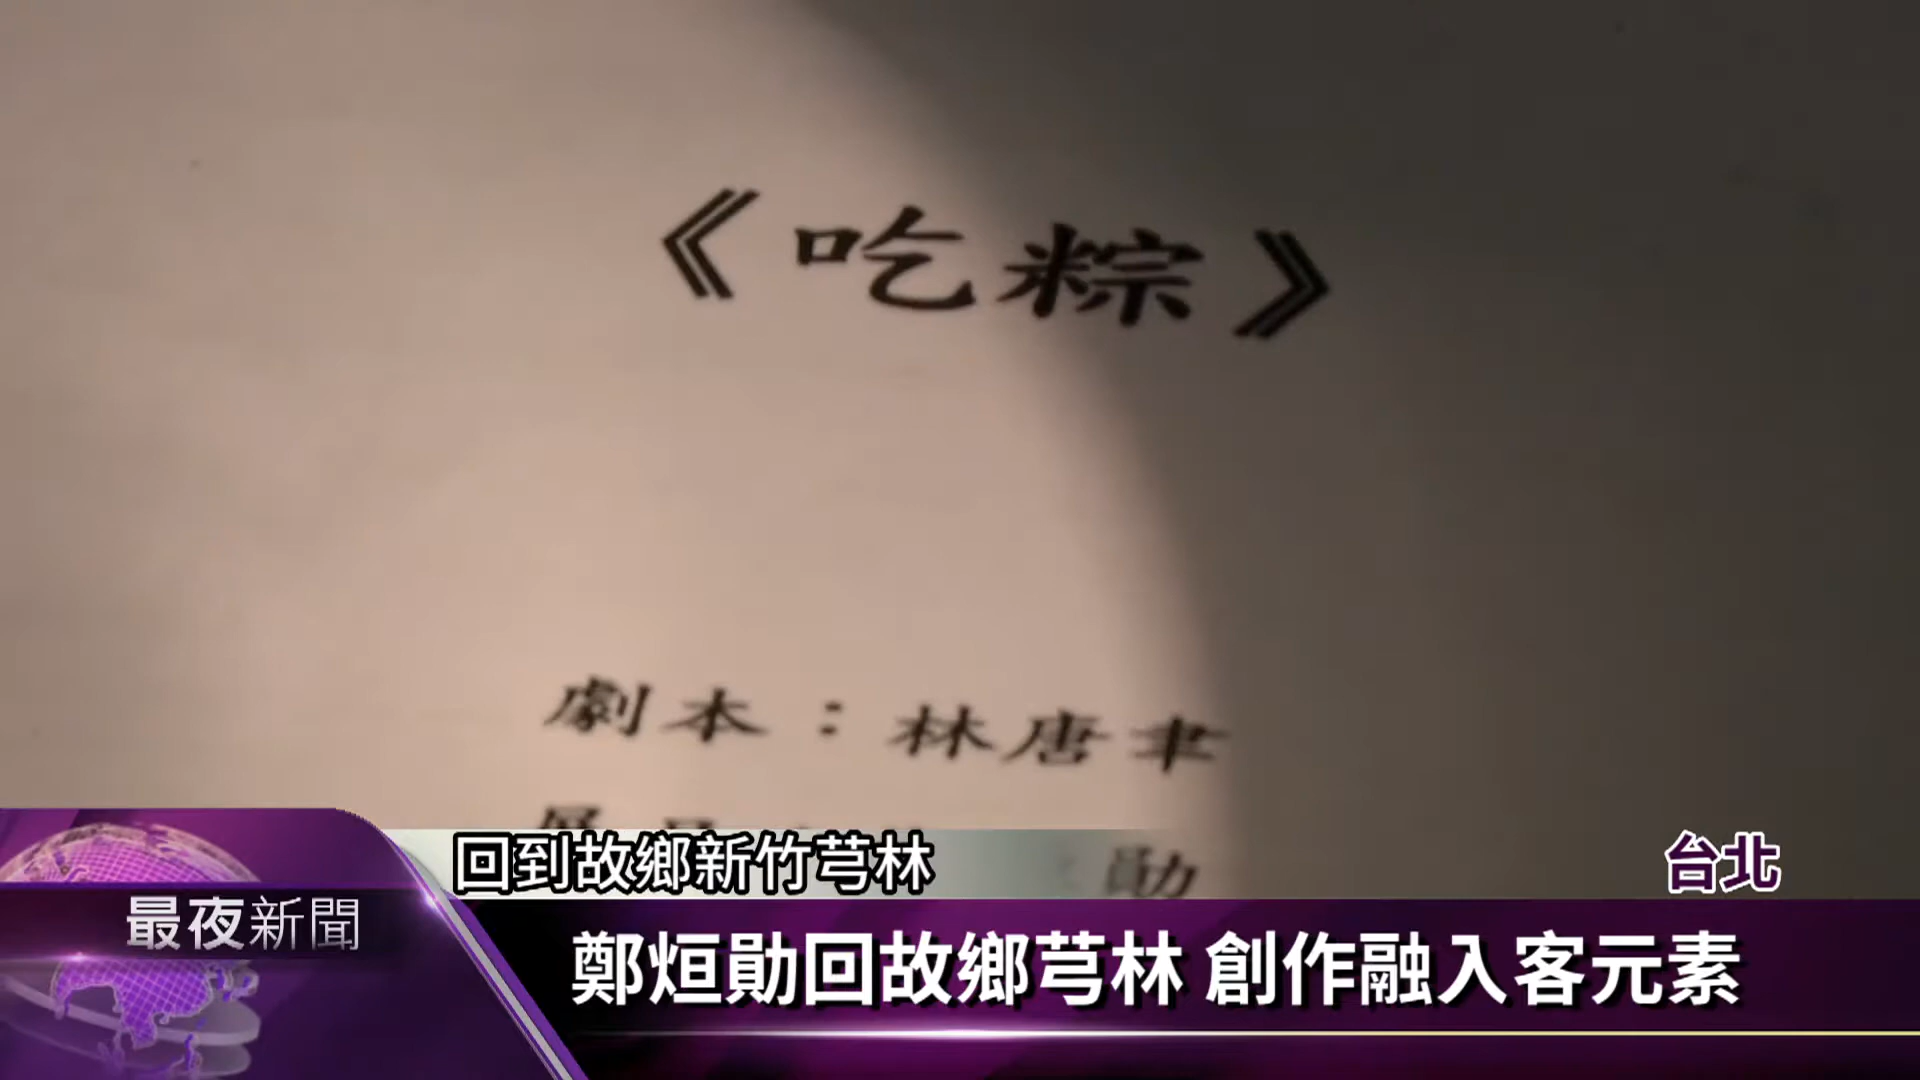 《吃粽》
劇本：林唐聿
勛
回到故鄉新竹芎林
台北
最夜新聞
鄭烜勛回故鄉芎林 創作融入客元素